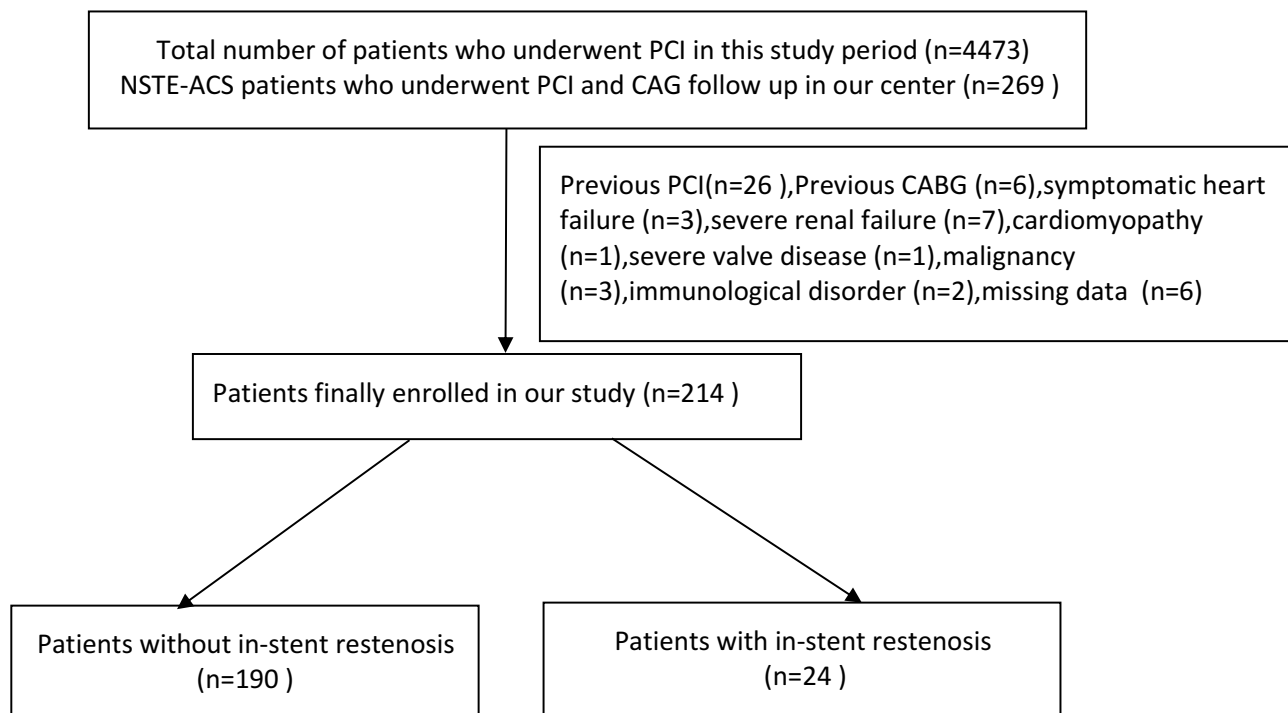 Total number of patients who underwent PCI in this study period (n=4473)
NSTE-ACS patients who underwent PCI and CAG follow up in our center (n=269 )
Previous PCI(n=26 ),Previous CABG (n=6),symptomatic heart
failure (n=3),severe renal failure (n=7),cardiomyopathy
(n=1),severe valve disease (n=1),malignancy
(n=3),immunological disorder (n=2),missing data  (n=6)
Patients finally enrolled in our study (n=214 )
Patients without in-stent restenosis
(n=190 )
Patients with in-stent restenosis
(n=24 )